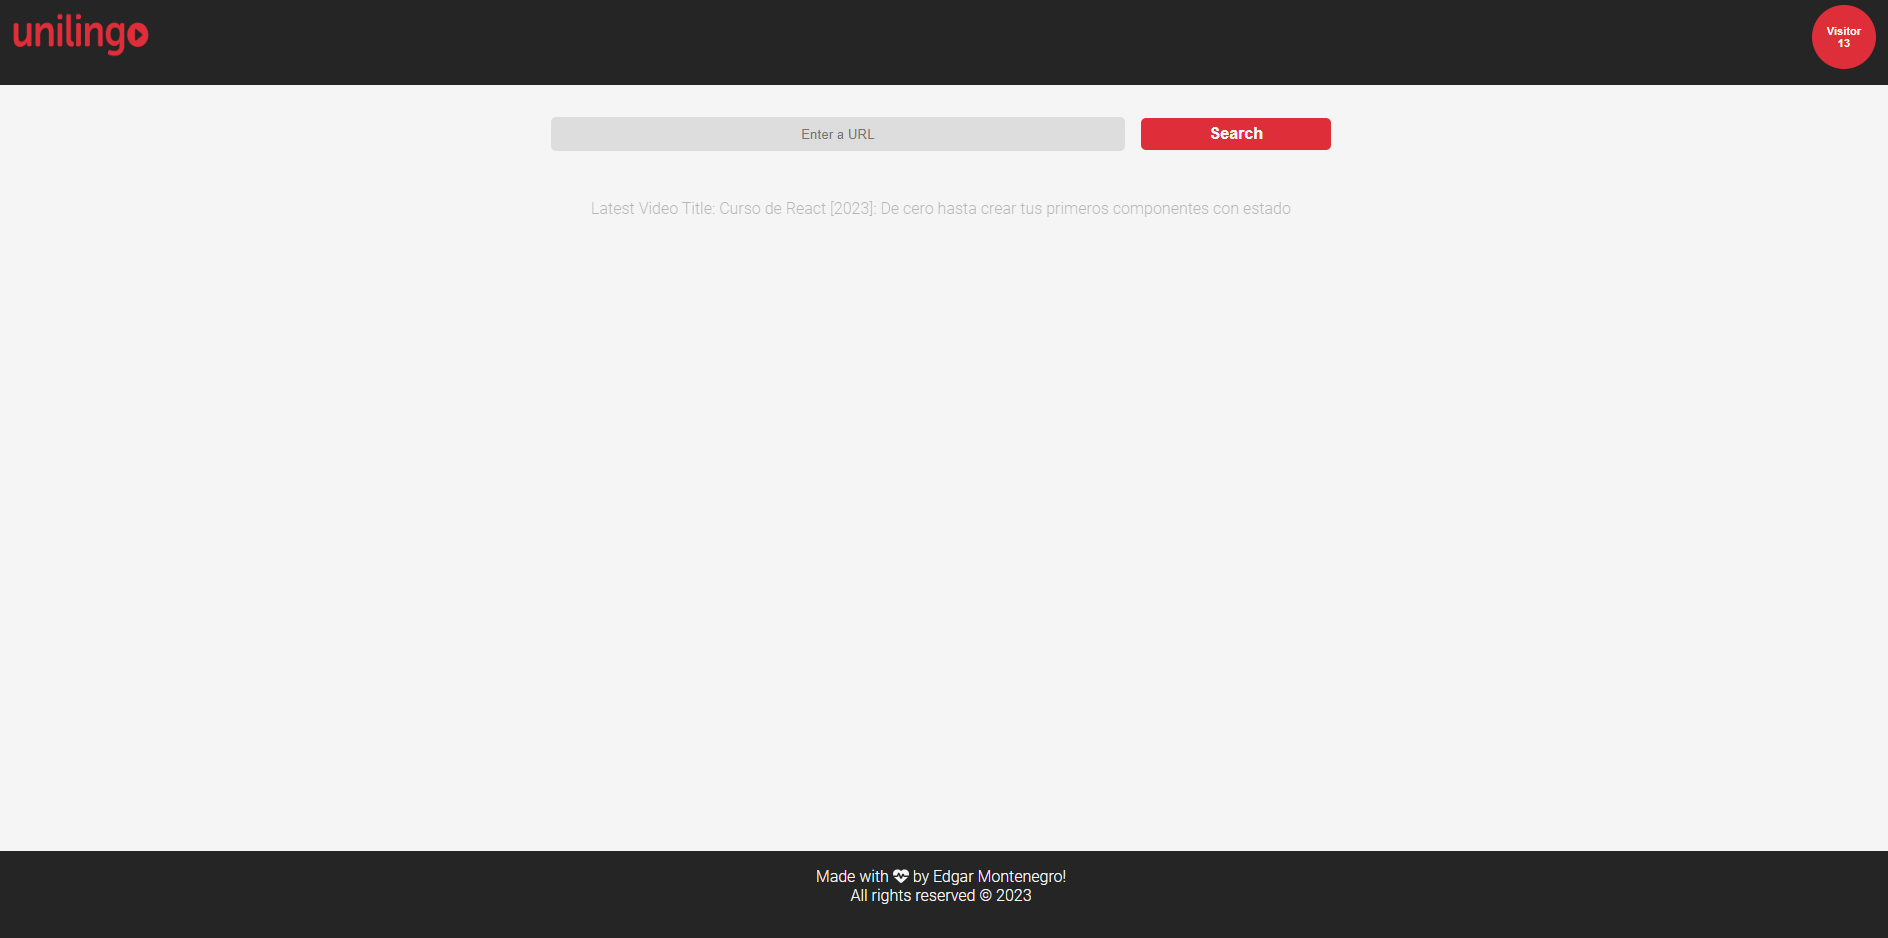 unilingo
Visitor
13
Enter a URL
Search
Latest Video Title: Curso de React [2023]: De cero hasta crear tus primeros componentes con estado
Made with by Edgar Montenegro!
All rights reserved © 2023